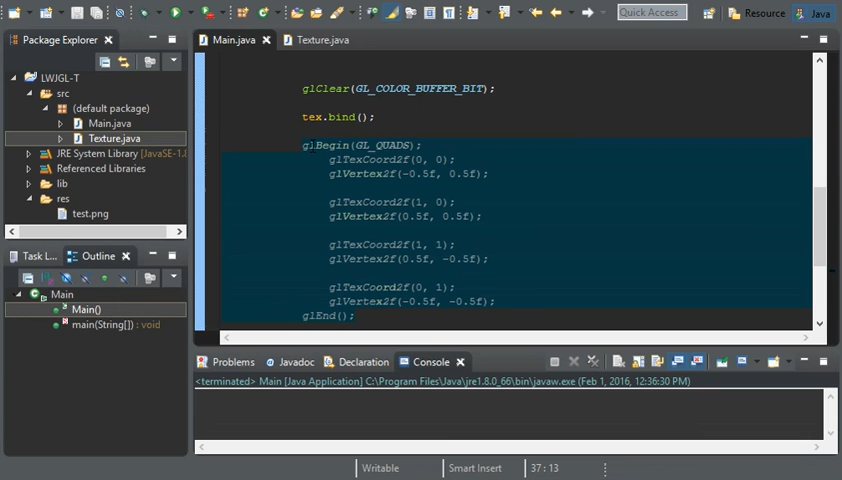 Quick Access
Resource
Java
Package Explorer
Main.java
Texture.java
LWJGL-T
src
(default package)
Main.java
Texture.java
JRE System Library [JavaSE-1.8
Referenced Libraries
lib
res
test.png
glClear(GL_COLOR_BUFFER_BIT);
tex.bind();
glBegin(GL_QUADS);
glTexCoord2f(0, 0);
glVertex2f(-0.5f, 0.5f);
glTexCoord2f(1, 0);
glVertex2f(0.5f, 0.5f);
glTexCoord2f(1, 1);
glVertex2f(0.5f, -0.5f);
glTexCoord2f(0, 1);
glVertex2f(-0.5f, -0.5f);
glEnd();
Task L...
Outline
Main
Main()
main(String[]) : void
Problems
Javadoc
Declaration
Console
<terminated> Main [Java Application] C:\Program Files\Java\jre1.8.0_66\bin\javaw.exe (Feb 1, 2016, 12:36:30 PM)
Writable
Smart Insert
37 : 13